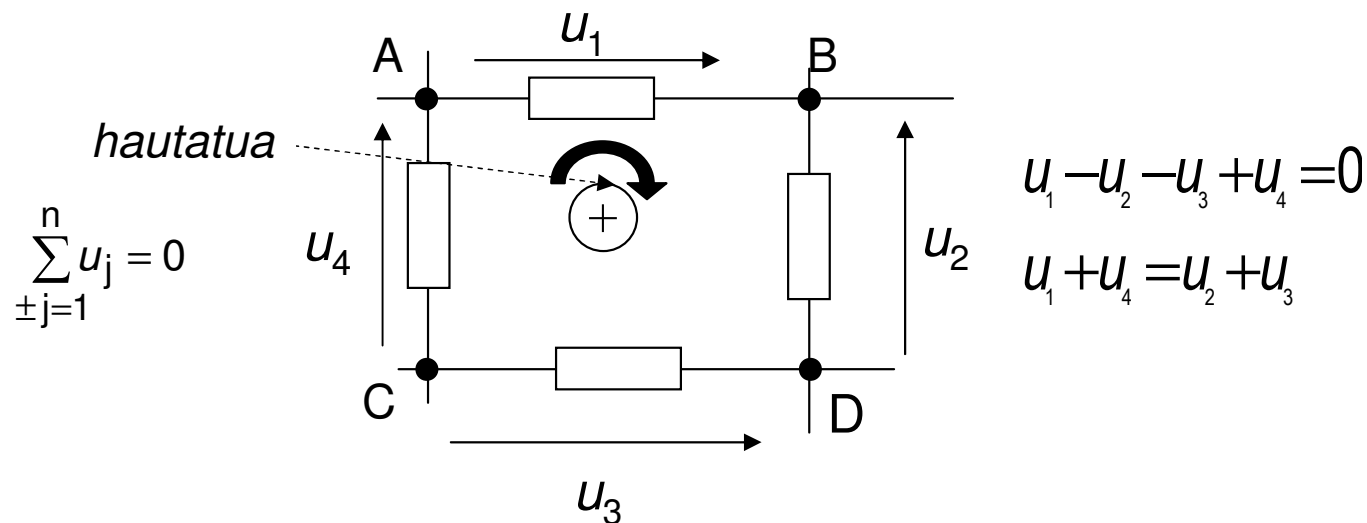 u₁
A
B
hautatua
+
u₄
u₂
n
∑ uⱼ = 0
±j=1
u₁ − u₂ − u₃ + u₄ = 0
u₁ + u₄ = u₂ + u₃
C
D
u₃